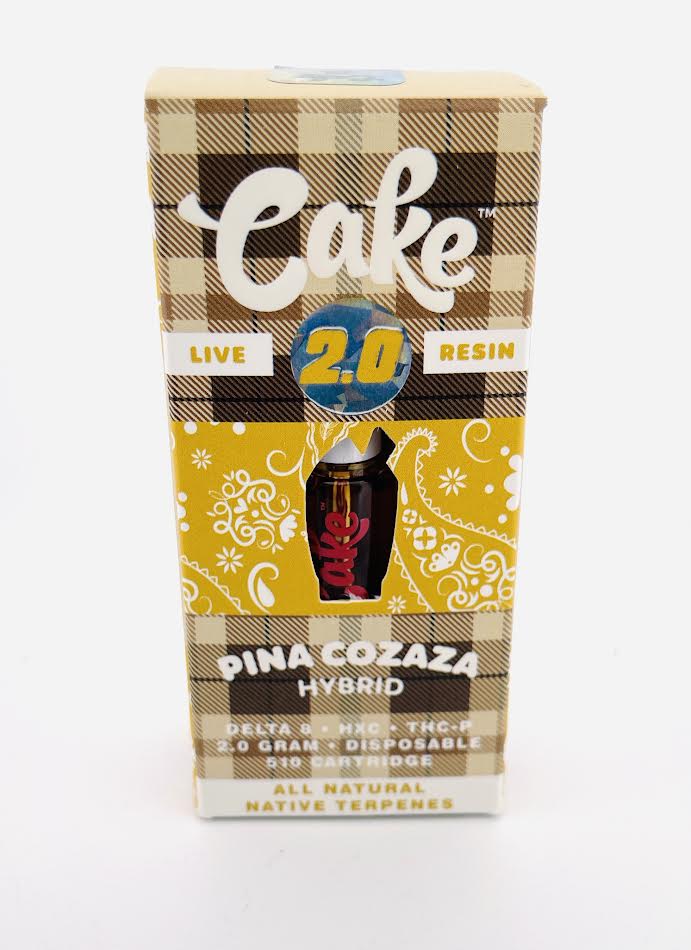 Cake™
LIVE 2.0 RESIN
Cake™
PINA COZAZA
HYBRID
DELTA 8 • HXC • THC-P
2.0 GRAM • DISPOSABLE
510 CARTRIDGE
ALL NATURAL
NATIVE TERPENES